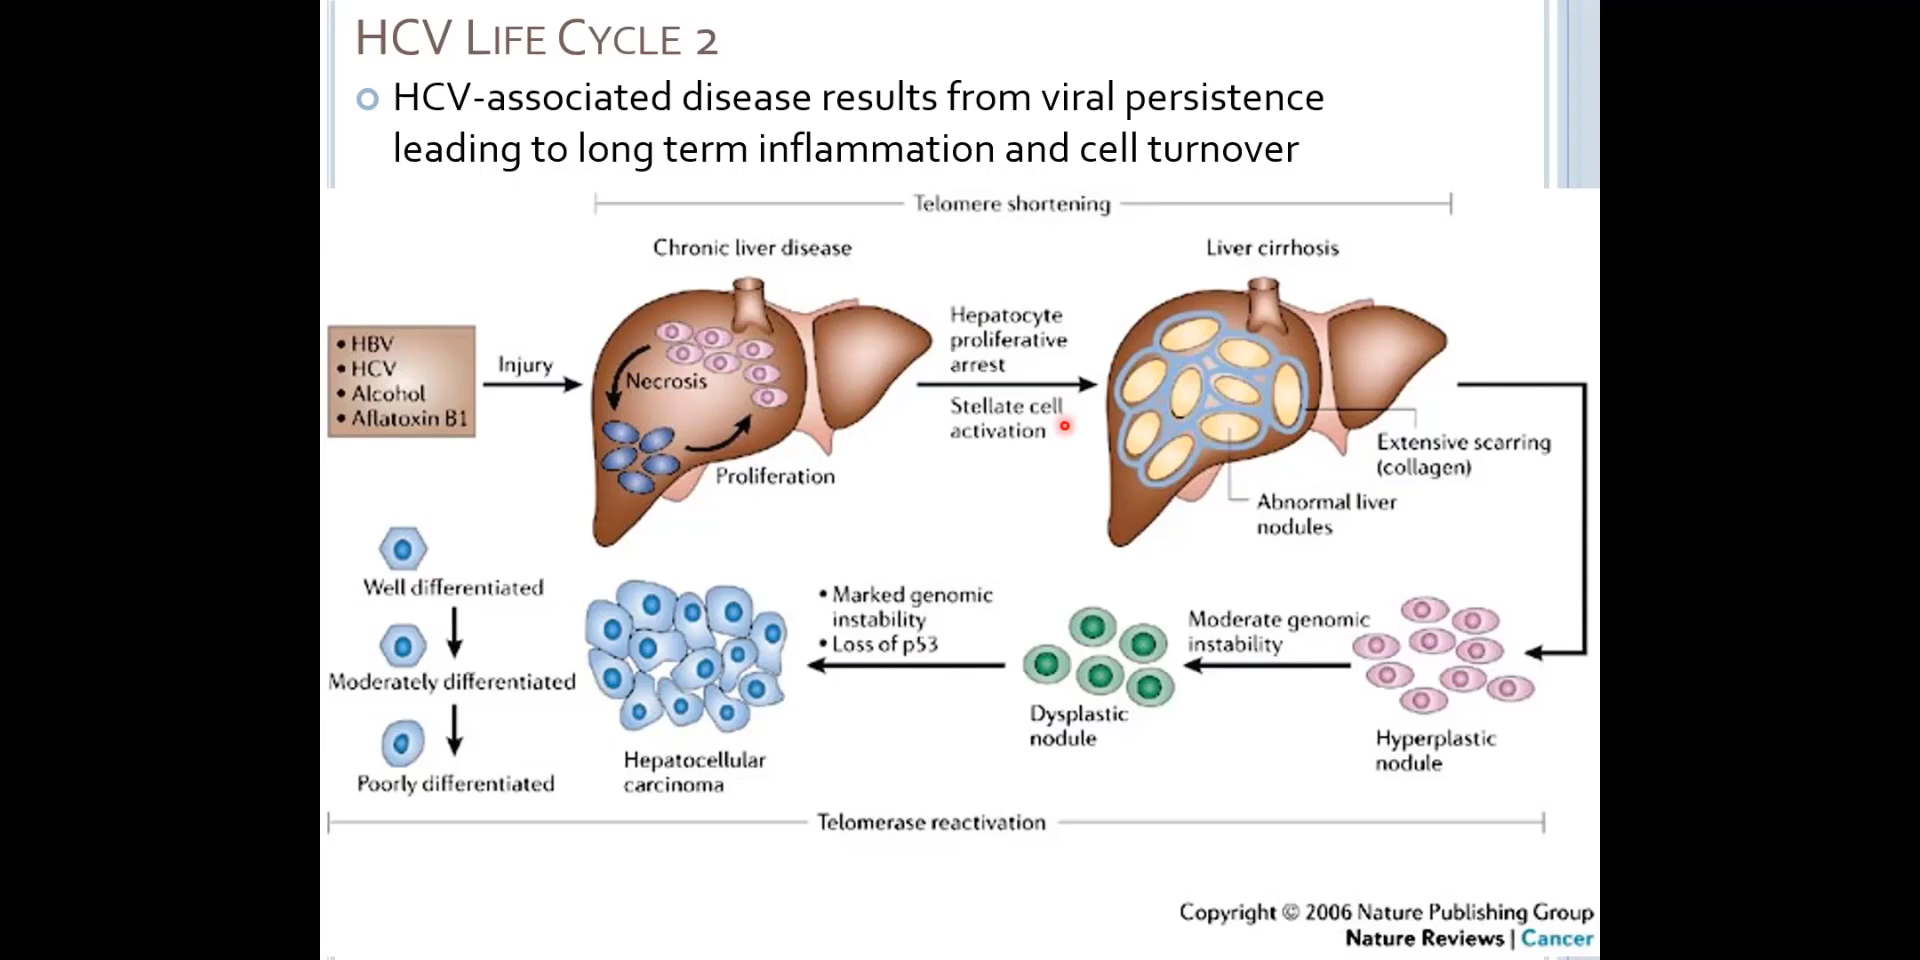 HCV LIFE CYCLE 2
HCV-associated disease results from viral persistence
leading to long term inflammation and cell turnover
Telomere shortening
Chronic liver disease
Liver cirrhosis
• HBV
• HCV
• Alcohol
• Aflatoxin B1
Injury
Necrosis
Proliferation
Hepatocyte
proliferative
arrest
Stellate cell
activation
Extensive scarring
(collagen)
Abnormal liver
nodules
Well differentiated
Moderately differentiated
Poorly differentiated
Hepatocellular
carcinoma
• Marked genomic
instability
• Loss of p53
Dysplastic
nodule
Moderate genomic
instability
Hyperplastic
nodule
Telomerase reactivation
Copyright © 2006 Nature Publishing Group
Nature Reviews | Cancer